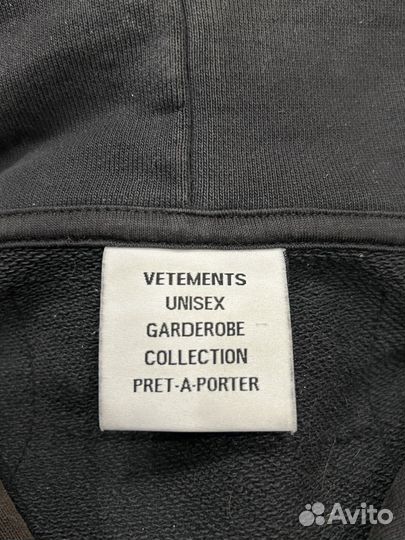 VETEMENTS
UNISEX
GARDEROBE
COLLECTION
PRET-A-PORTER
Avito